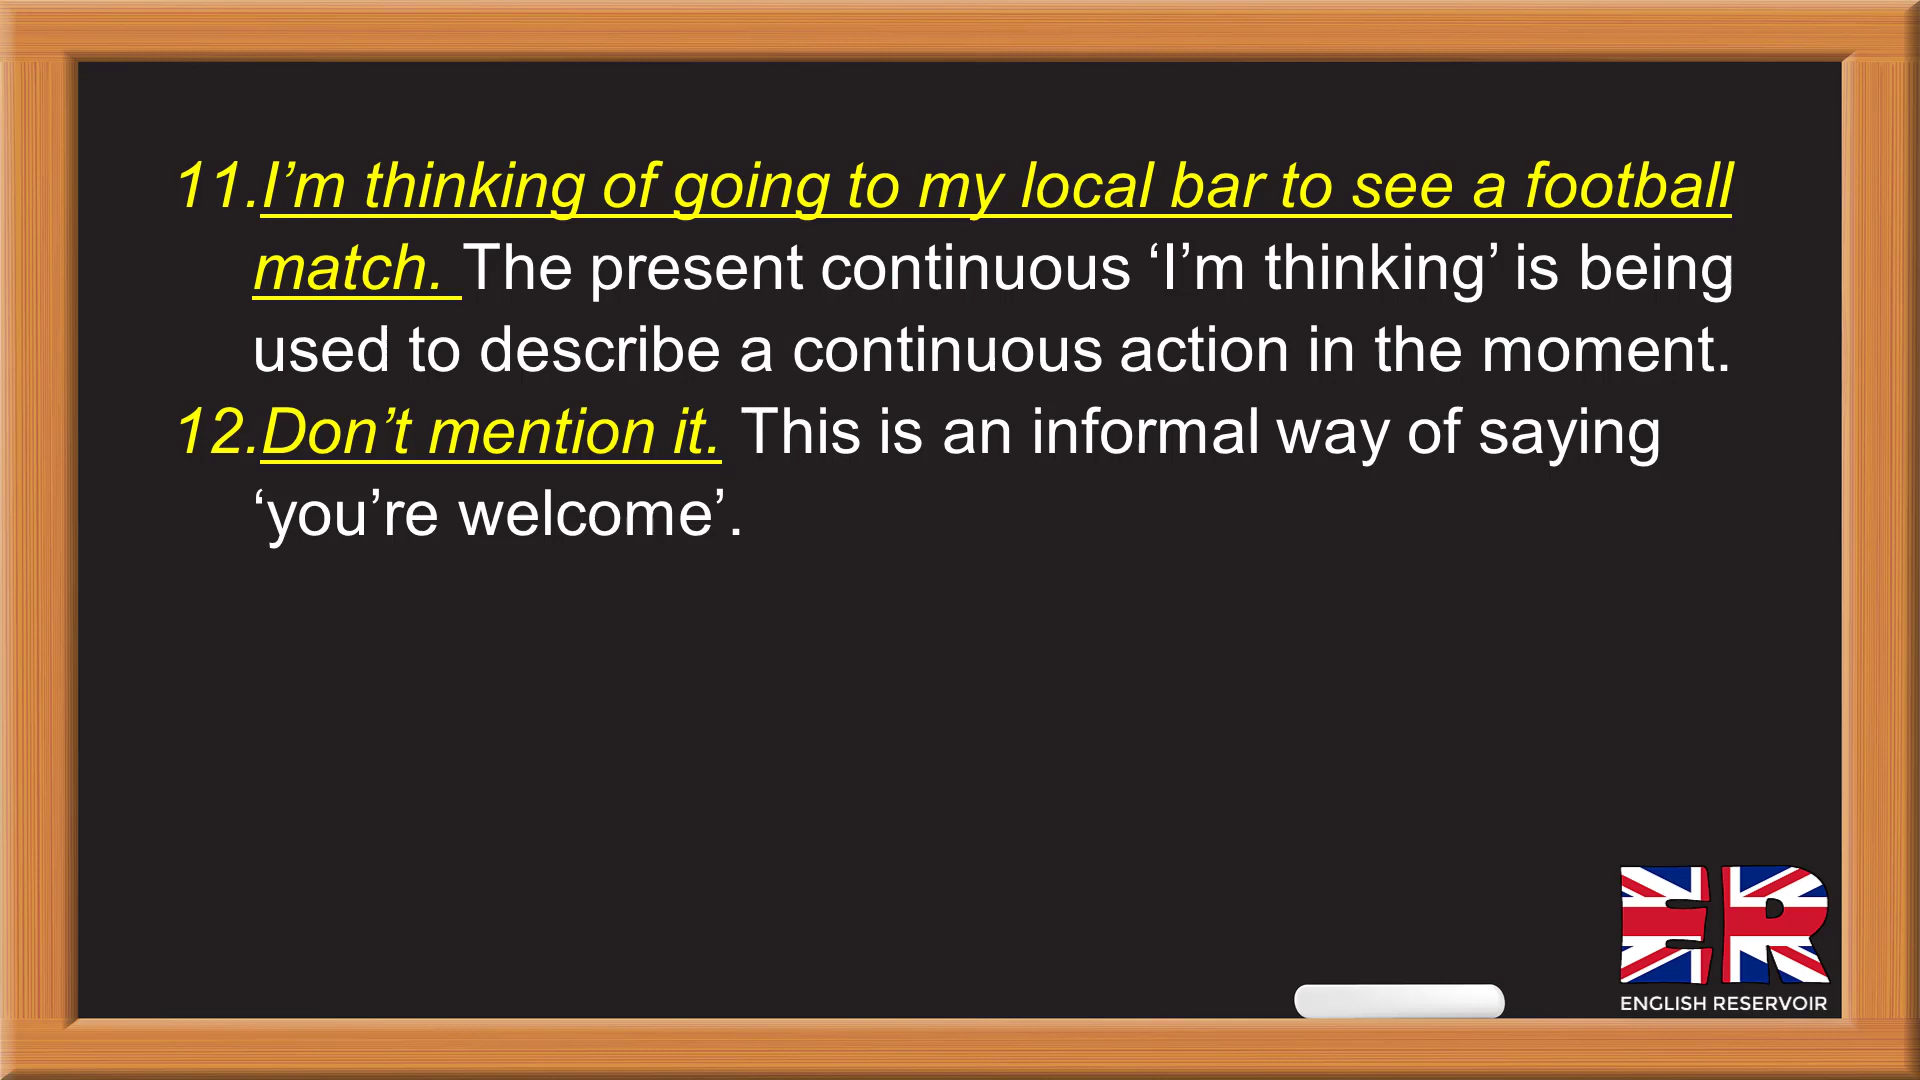 11.I’m thinking of going to my local bar to see a football
match. The present continuous ‘I’m thinking’ is being
used to describe a continuous action in the moment.
12.Don’t mention it. This is an informal way of saying
‘you’re welcome’.
ER
ENGLISH RESERVOIR